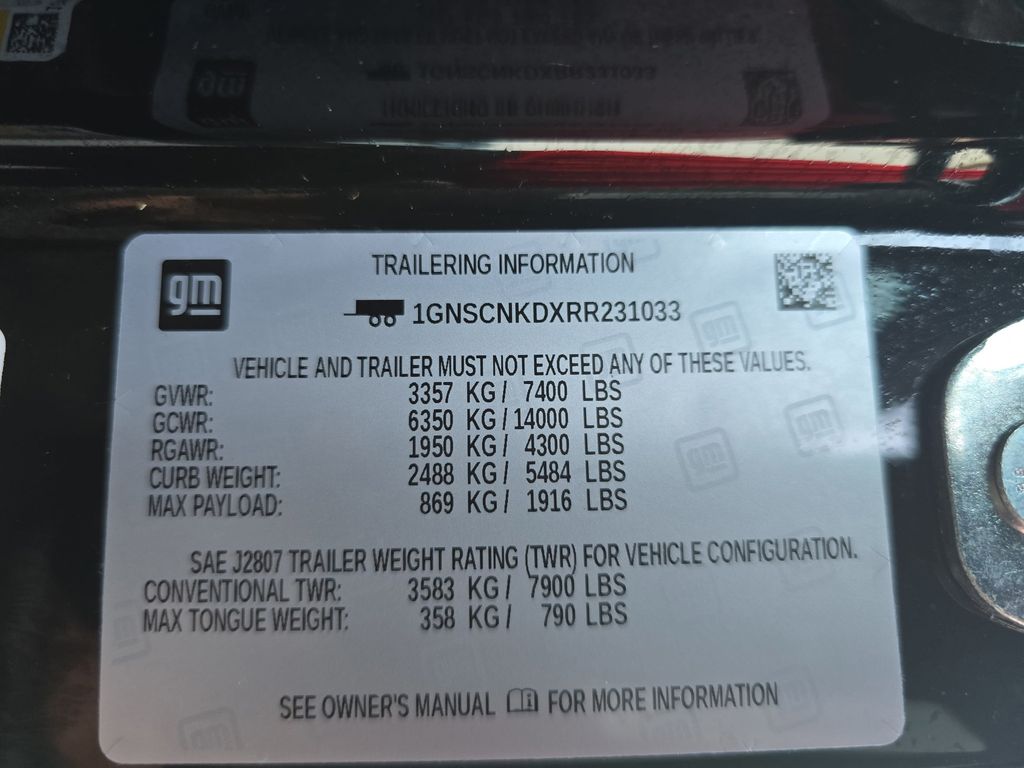 gm
TRAILERING INFORMATION
1GNSCNKDXRR231033
VEHICLE AND TRAILER MUST NOT EXCEED ANY OF THESE VALUES.
GVWR: 3357 KG / 7400 LBS
GCWR: 6350 KG / 14000 LBS
RGAWR: 1950 KG / 4300 LBS
CURB WEIGHT: 2488 KG / 5484 LBS
MAX PAYLOAD: 869 KG / 1916 LBS
SAE J2807 TRAILER WEIGHT RATING (TWR) FOR VEHICLE CONFIGURATION.
CONVENTIONAL TWR: 3583 KG / 7900 LBS
MAX TONGUE WEIGHT: 358 KG / 790 LBS
SEE OWNER'S MANUAL FOR MORE INFORMATION